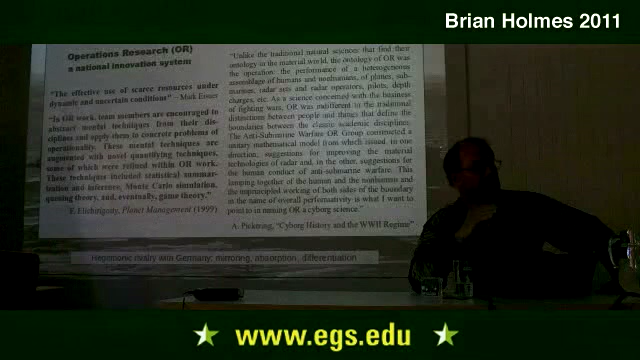 Brian Holmes 2011
Operations Research (OR)
a national innovation system
"The effective use of scarce resources under
dynamic and uncertain conditions" – Mark Eisner
"In OR work, team members are encouraged to
abstract mental techniques from their dis-
ciplines and apply them to concrete problems of
operationality. These mental techniques are
augmented with novel quantifying techniques,
some of which were refined within OR work.
These techniques included statistical summar-
ization and inference, Monte Carlo simulation,
queuing theory, and, eventually, game theory."
F. Elichirigoity, Planet Management (1999)
"Unlike the traditional natural sciences that find their
ontology in the material world, the ontology of OR was
the operation: the performance of a heterogeneous
assemblage of humans and nonhumans, of planes, sub-
marines, radar sets and radar operators, pilots, depth
charges, etc. As a science concerned with the business
of fighting wars, OR was indifferent to the traditional
distinctions between people and things that define the
boundaries between the classic academic disciplines.
The Anti-Submarine Warfare OR Group constructed a
unitary mathematical model from which issued, in one
direction, suggestions for improving the material
technologies of radar and, in the other, suggestions for
the human conduct of anti-submarine warfare. This
lumping together of the human and the nonhuman and
the unprincipled working of both sides of the boundary
in the name of overall performativity is what I want to
point to in naming OR a cyborg science."
A. Pickering, "Cyborg History and the WWII Regime"
Hegemonic rivalry with Germany: mirroring, absorption, differentiation
www.egs.edu